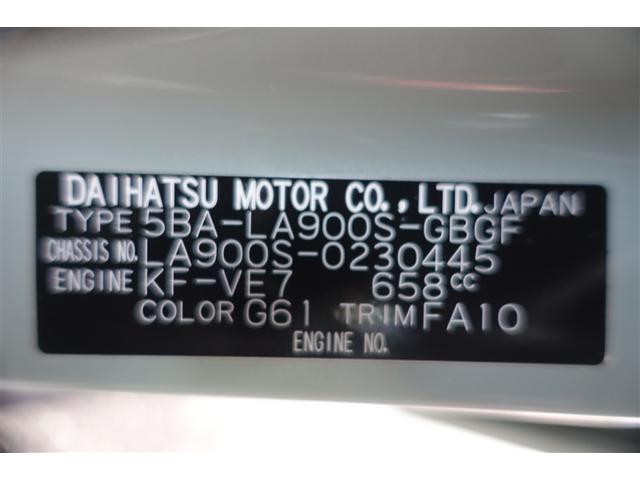 DAIHATSU MOTOR CO., LTD. JAPAN
TYPE 5BA-LA900S-GBGF
CHASSIS NO. LA900S-0230445
ENGINE KF-VE7 658cc
COLOR G61 TRIM FA10
ENGINE NO.